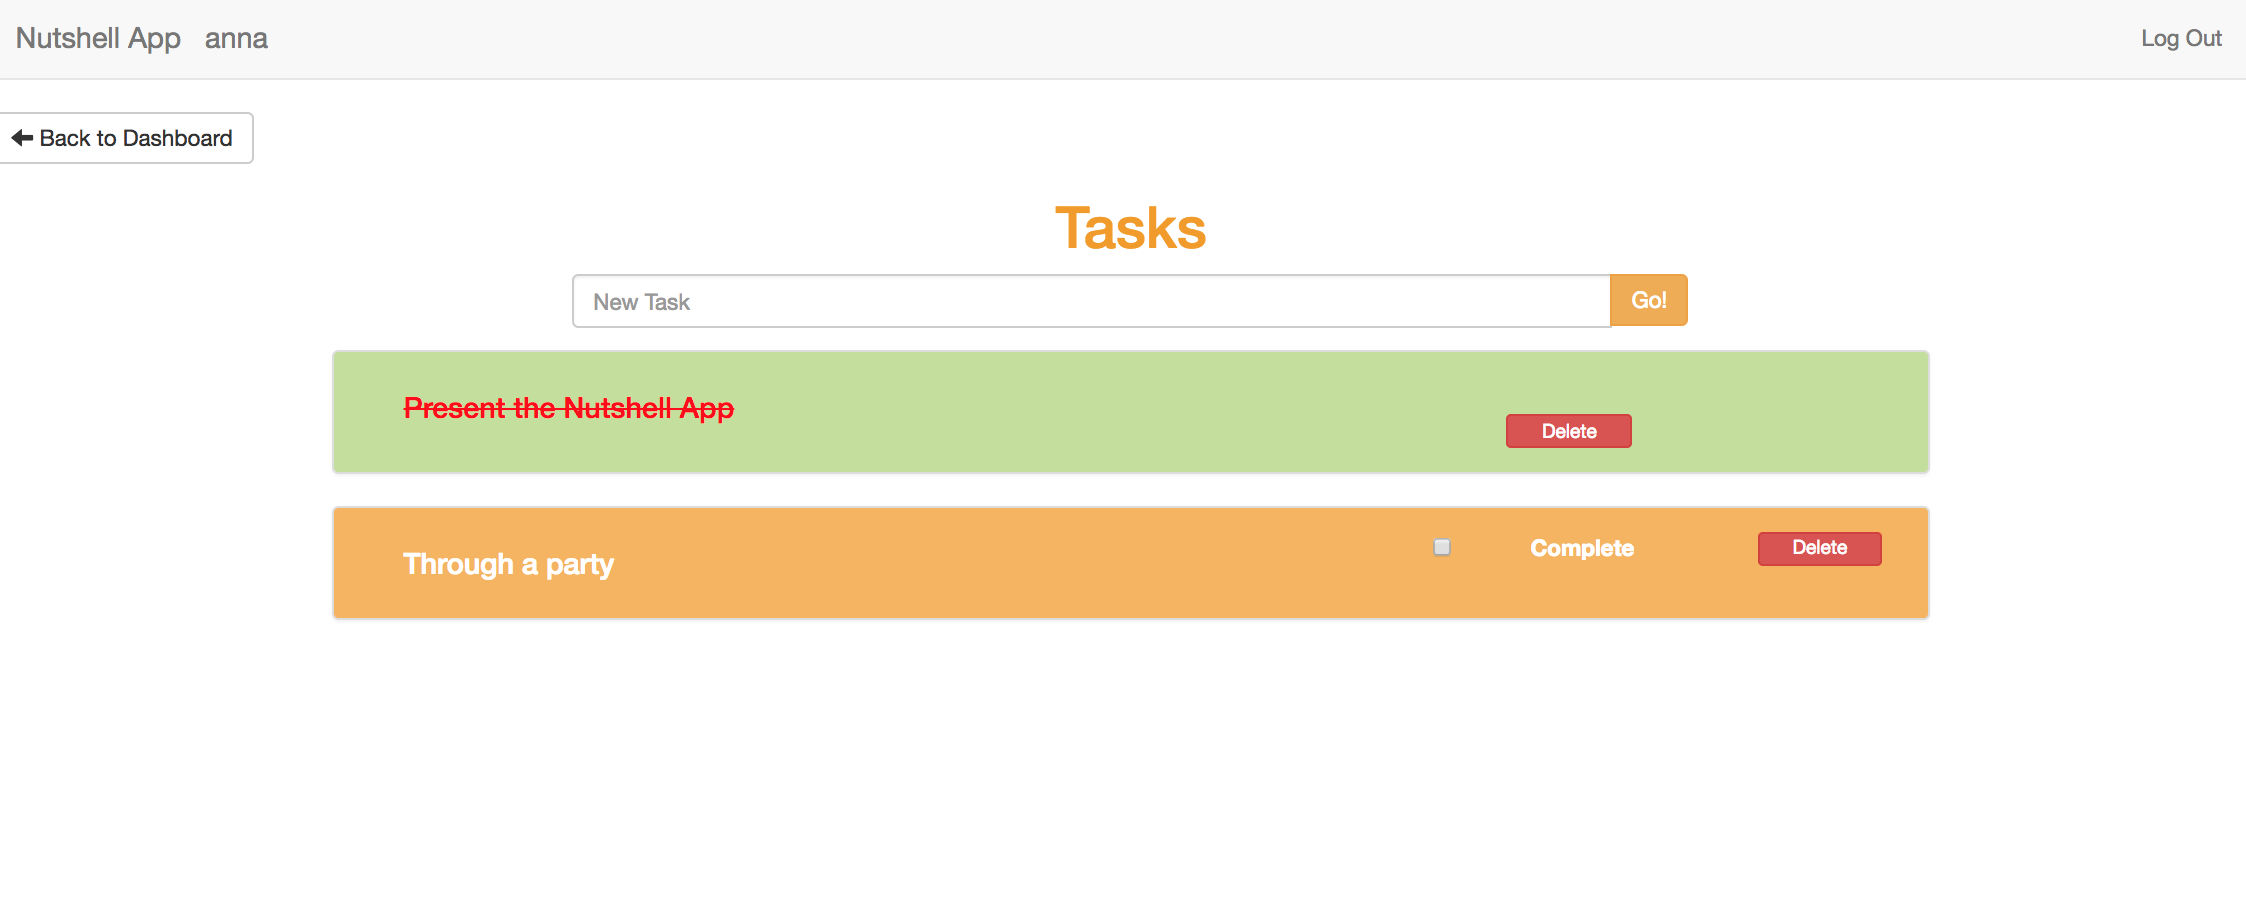 Nutshell App anna Log Out
Back to Dashboard
Tasks
New Task Go!
Present the Nutshell App
Delete
Through a party Complete Delete